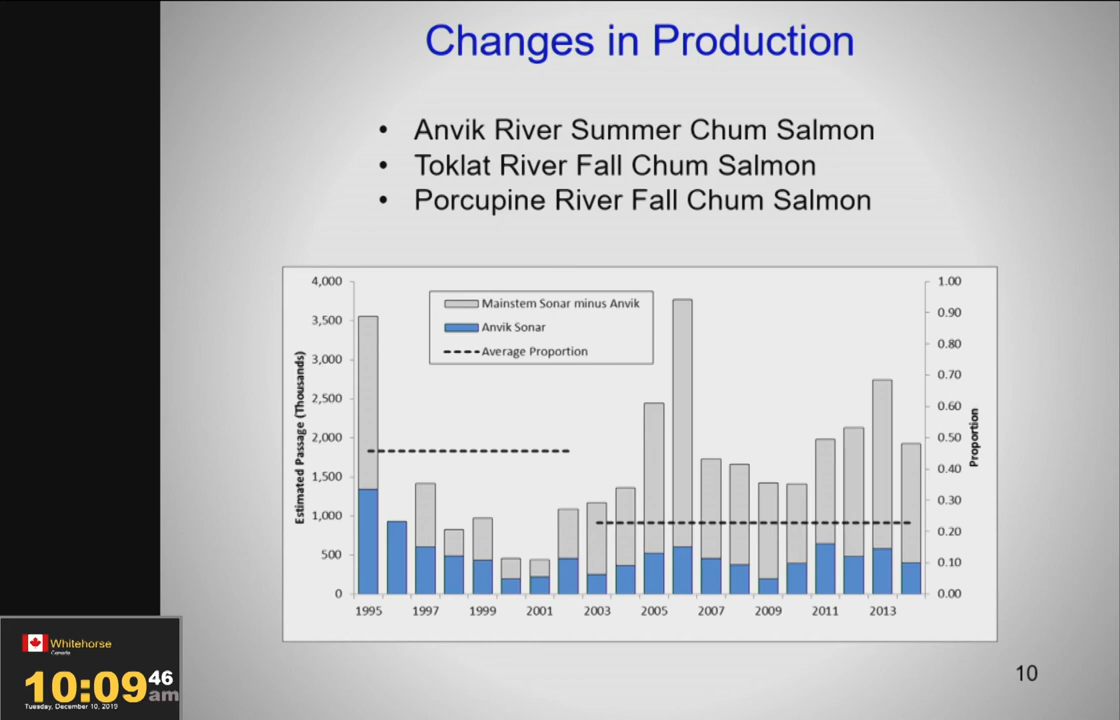 Changes in Production
• Anvik River Summer Chum Salmon
• Toklat River Fall Chum Salmon
• Porcupine River Fall Chum Salmon
Mainstem Sonar minus Anvik
Anvik Sonar
Average Proportion
Estimated Passage (Thousands)
4,000
3,500
3,000
2,500
2,000
1,500
1,000
500
0
1.00
0.90
0.80
0.70
0.60
0.50
0.40
0.30
0.20
0.10
0.00
Proportion
1995 1997 1999 2001 2003 2005 2007 2009 2011 2013
10
Whitehorse
Canada
10:09 46 am
Tuesday, December 10, 2019